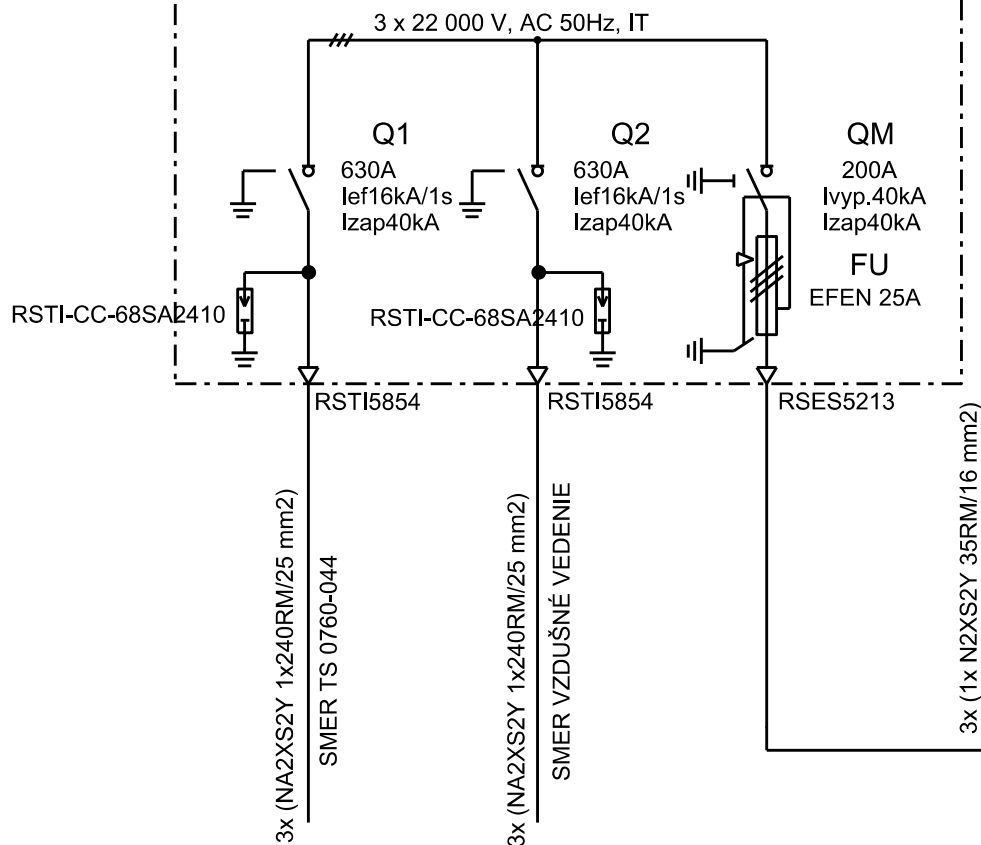 3 x 22 000 V, AC 50Hz, IT
Q1
630A
Ief16kA/1s
Izap40kA
Q2
630A
Ief16kA/1s
Izap40kA
QM
200A
Ivyp.40kA
Izap40kA
FU
EFEN 25A
RSTI-CC-68SA2410
RSTI-CC-68SA2410
RSTI5854
RSTI5854
RSES5213
3x (NA2XS2Y 1x240RM/25 mm2)
SMER TS 0760-044
3x (NA2XS2Y 1x240RM/25 mm2)
SMER VZDUŠNÉ VEDENIE
3x (1x N2XS2Y 35RM/16 mm2)